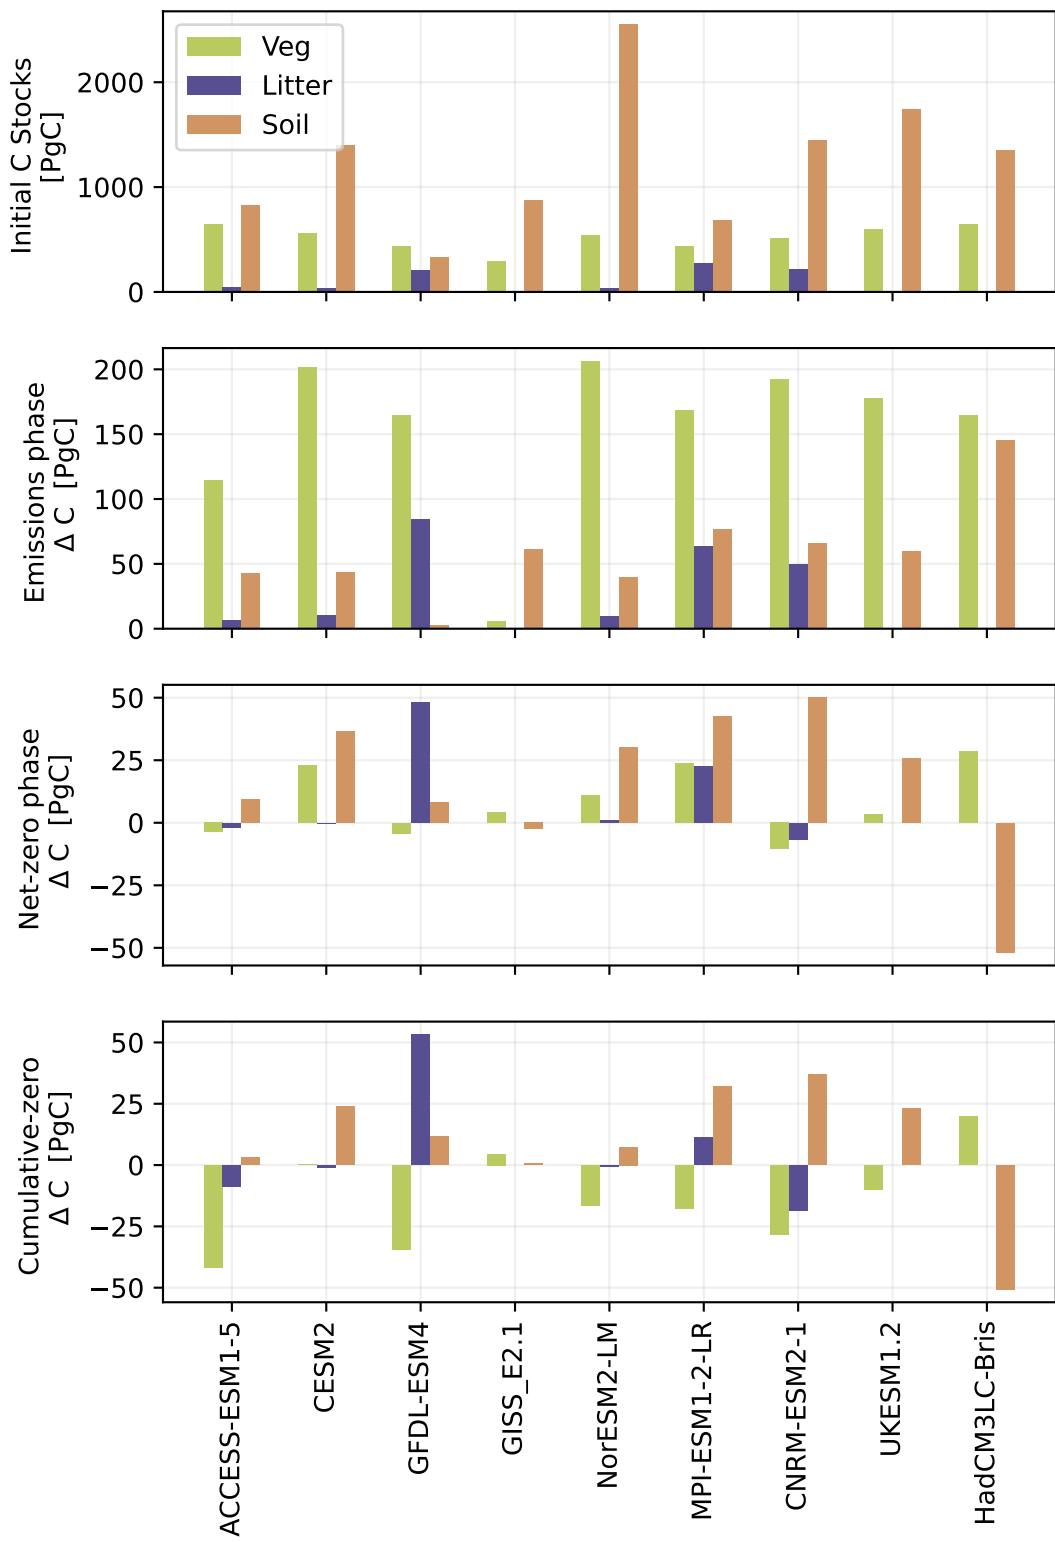 Initial C Stocks
[PgC]
2000
1000
0
Veg
Litter
Soil
Emissions phase
Δ C [PgC]
200
150
100
50
0
Net-zero phase
Δ C [PgC]
50
25
0
−25
−50
Cumulative-zero
Δ C [PgC]
50
25
0
−25
−50
ACCESS-ESM1-5
CESM2
GFDL-ESM4
GISS_E2.1
NorESM2-LM
MPI-ESM1-2-LR
CNRM-ESM2-1
UKESM1.2
HadCM3LC-Bris